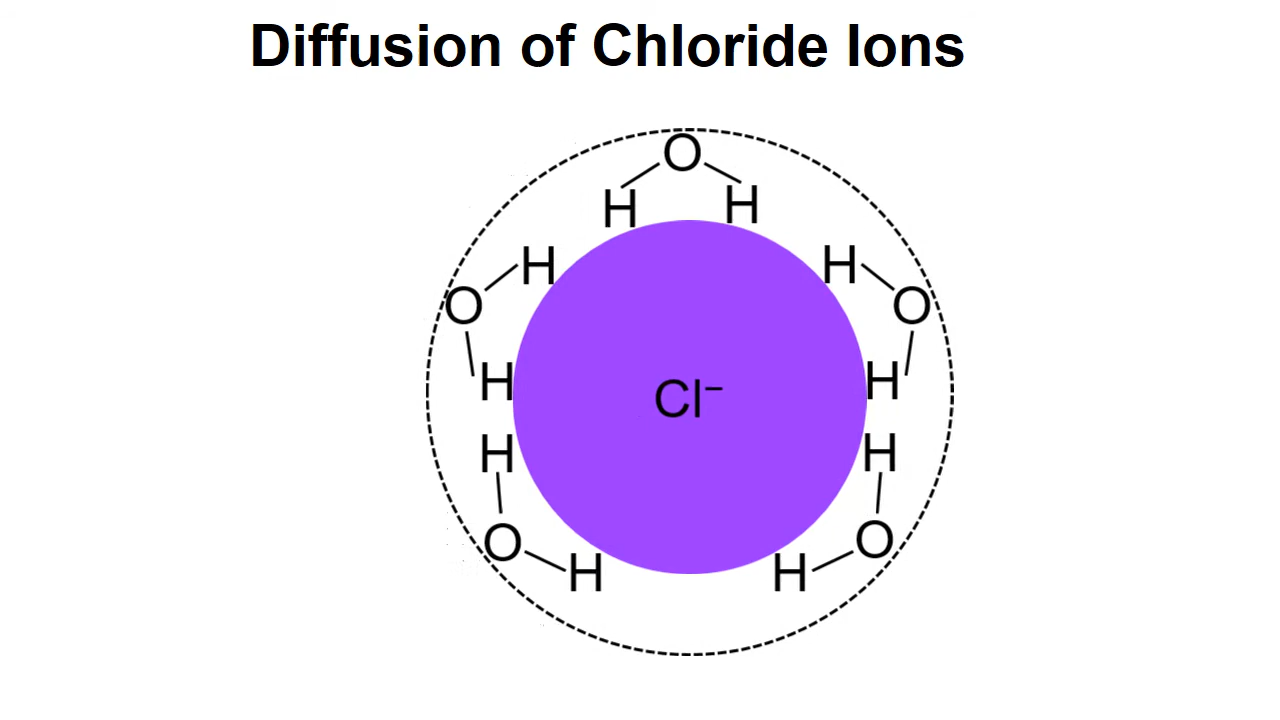 Diffusion of Chloride Ions
O
H H
H H
O O
Cl⁻
H H
H H
O O
H H